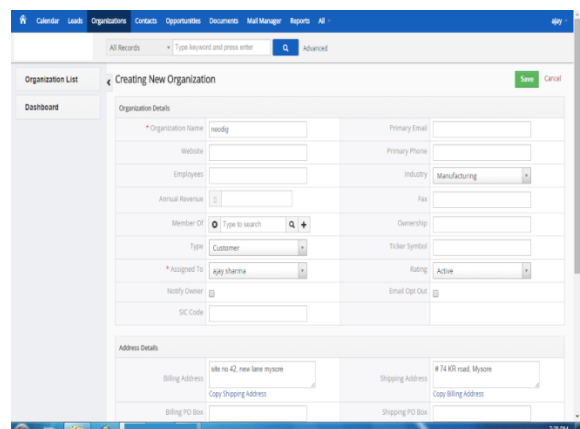 Calendar Leads Organizations Contacts Opportunities Documents Mail Manager Reports All ajay
All Records Type keyword and press enter Advanced
Organization List
Dashboard
Creating New Organization Save Cancel
Organization Details
* Organization Name neodig Primary Email
Website Primary Phone
Employees Industry Manufacturing
Annual Revenue Fax
Member Of Type to search Ownership
Type Customer Ticker Symbol
* Assigned To ajay sharma Rating Active
Notify Owner Email Opt Out
SIC Code
Address Details
Billing Address site no 42, new lane mysore Shipping Address # 74 KR road, Mysore
Copy Shipping Address Copy Billing Address
Billing PO Box Shipping PO Box